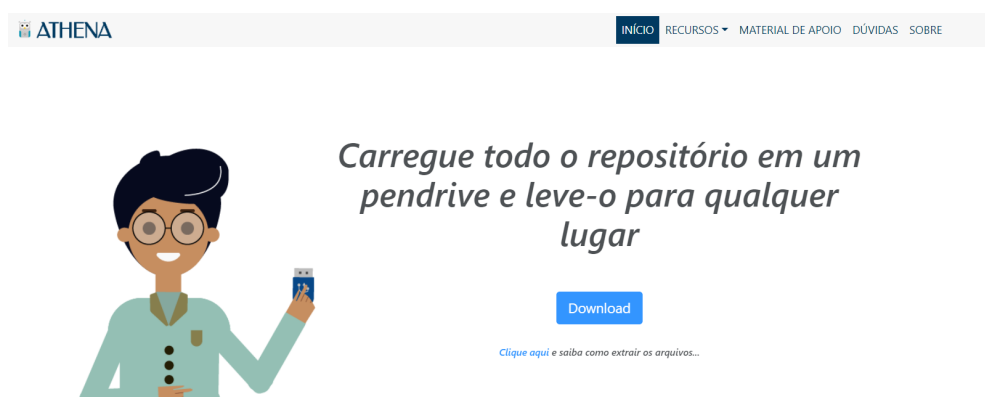 ATHENA
INÍCIO RECURSOS MATERIAL DE APOIO DÚVIDAS SOBRE
Carregue todo o repositório em um
pendrive e leve-o para qualquer
lugar
Download
Clique aqui e saiba como extrair os arquivos...